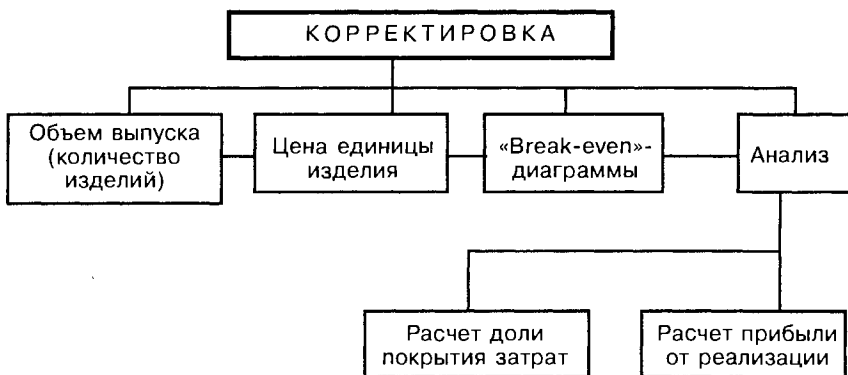 КОРРЕКТИРОВКА
Объем выпуска
(количество
изделий)
Цена единицы
изделия
«Break-even»-
диаграммы
Анализ
Расчет доли
покрытия затрат
Расчет прибыли
от реализации